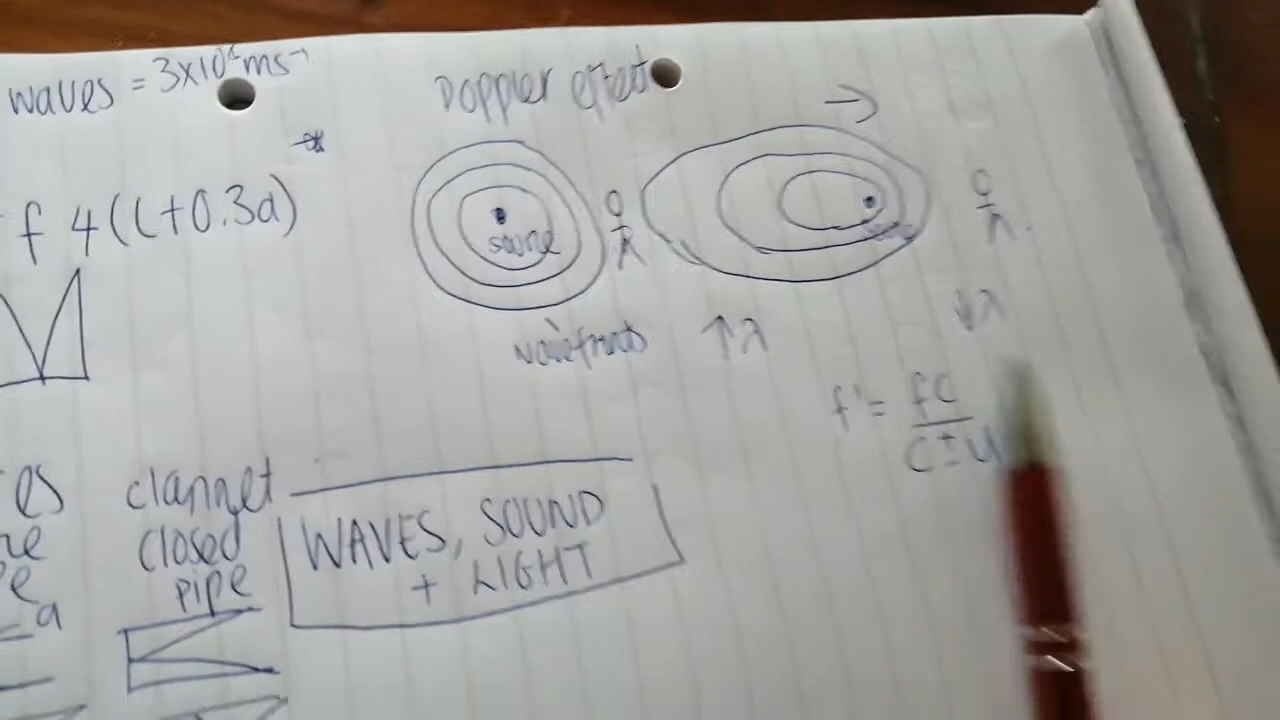 waves = 3x10⁸ms⁻¹
f 4(l+0.3d)
Doppler effect
source
wavefronts
↑λ
↓λ
f' = fc
c±u
clarinet
closed
pipe
WAVES, SOUND
+ LIGHT